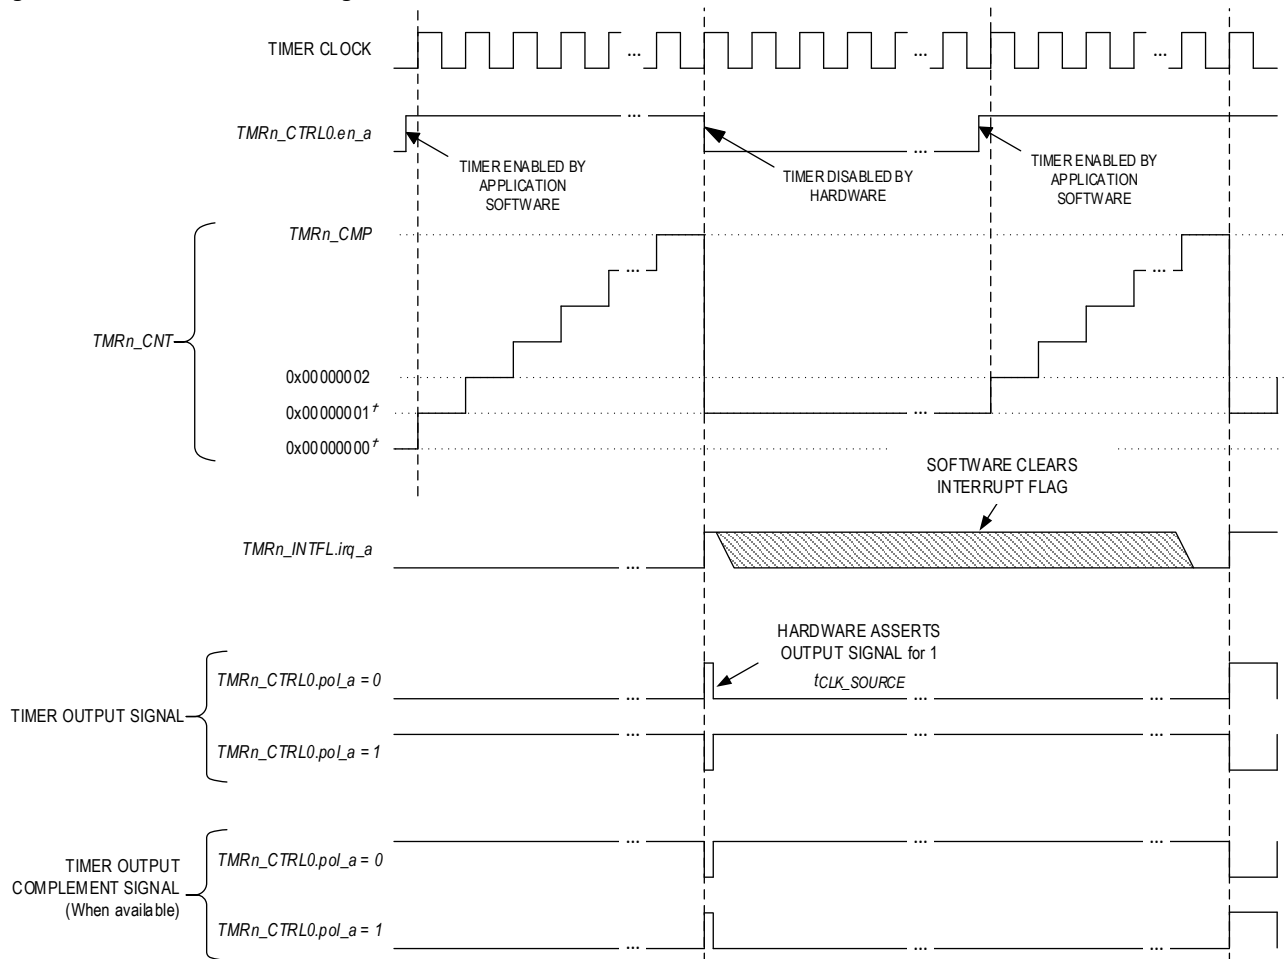 TIMER CLOCK
...
...
...
TMRn_CTRL0.en_a
...
...
TIMER ENABLED BY
APPLICATION
SOFTWARE
TIMER DISABLED BY
HARDWARE
TIMER ENABLED BY
APPLICATION
SOFTWARE
TMRn_CMP
...
...
TMRn_CNT
0x00000002
0x00000001†
...
0x00000000†
SOFTWARE CLEARS
INTERRUPT FLAG
TMRn_INTFL.irq_a
...
HARDWARE ASSERTS
OUTPUT SIGNAL for 1
tCLK_SOURCE
TIMER OUTPUT SIGNAL
TMRn_CTRL0.pol_a = 0
...
...
...
TMRn_CTRL0.pol_a = 1
...
...
...
TIMER OUTPUT
COMPLEMENT SIGNAL
(When available)
TMRn_CTRL0.pol_a = 0
...
...
...
TMRn_CTRL0.pol_a = 1
...
...
...